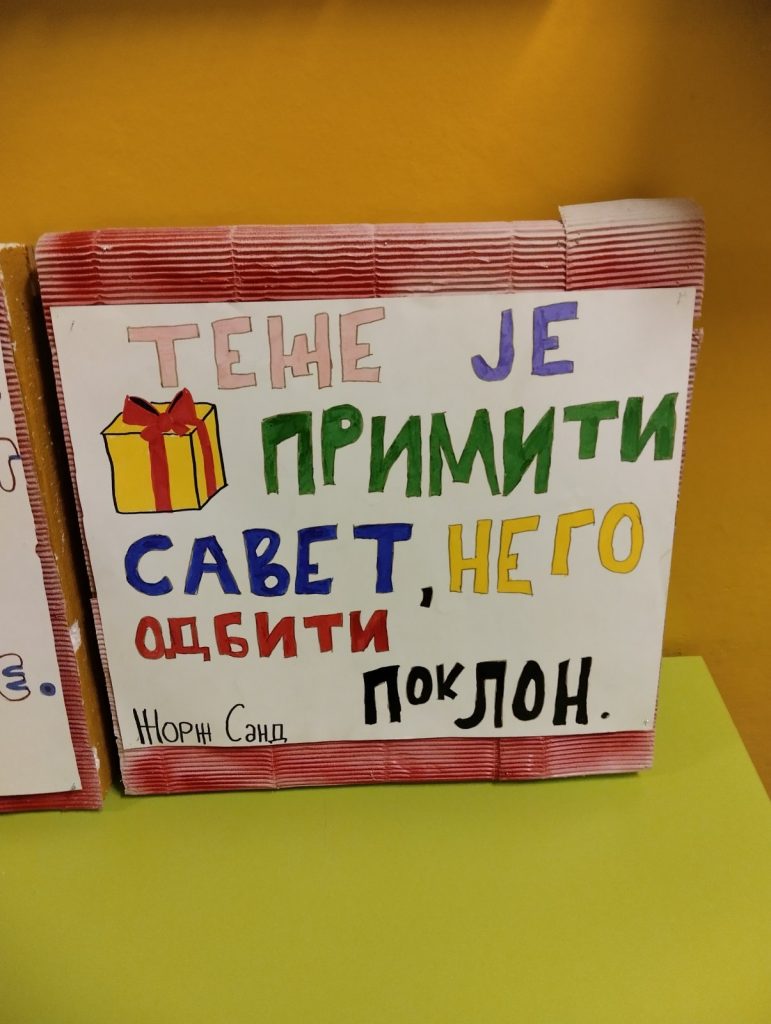 ТЕЖЕ ЈЕ
ПРИМИТИ
САВЕТ, НЕГО
ОДБИТИ
ПОКЛОН.
Жорж Санд